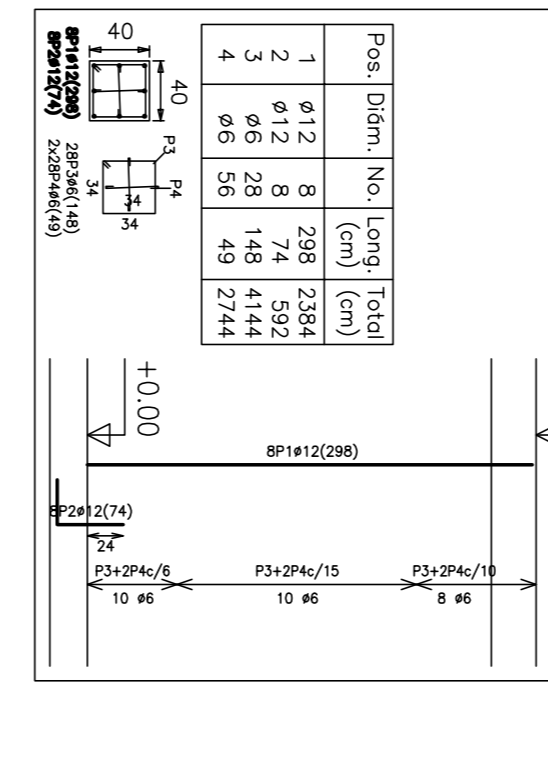 Pos. Diám. No. Long. (cm) Total (cm)
1 ø12 8 298 2384
2 ø12 8 74 592
3 ø6 28 148 4144
4 ø6 56 49 2744
40
40
8P1ø12(298)
8P2ø12(74)
P3
P4
34
34
34
28P3ø6(148)
2x28P4ø6(49)
+0.00
8P1ø12(298)
8P2ø12(74)
24
P3+2P4c/6
10 ø6
P3+2P4c/15
10 ø6
P3+2P4c/10
8 ø6